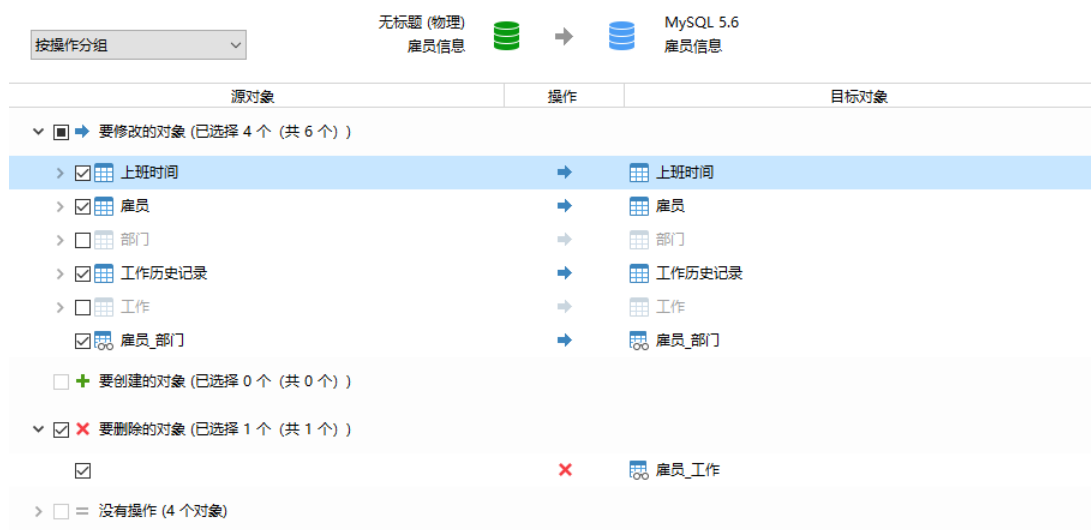 无标题 (物理)
MySQL 5.6
按操作分组
雇员信息
雇员信息
源对象
操作
目标对象
要修改的对象 (已选择 4 个（共 6 个）)
上班时间
上班时间
雇员
雇员
部门
部门
工作历史记录
工作历史记录
工作
工作
雇员_部门
雇员_部门
要创建的对象 (已选择 0 个（共 0 个）)
要删除的对象 (已选择 1 个（共 1 个）)
雇员_工作
没有操作 (4 个对象)